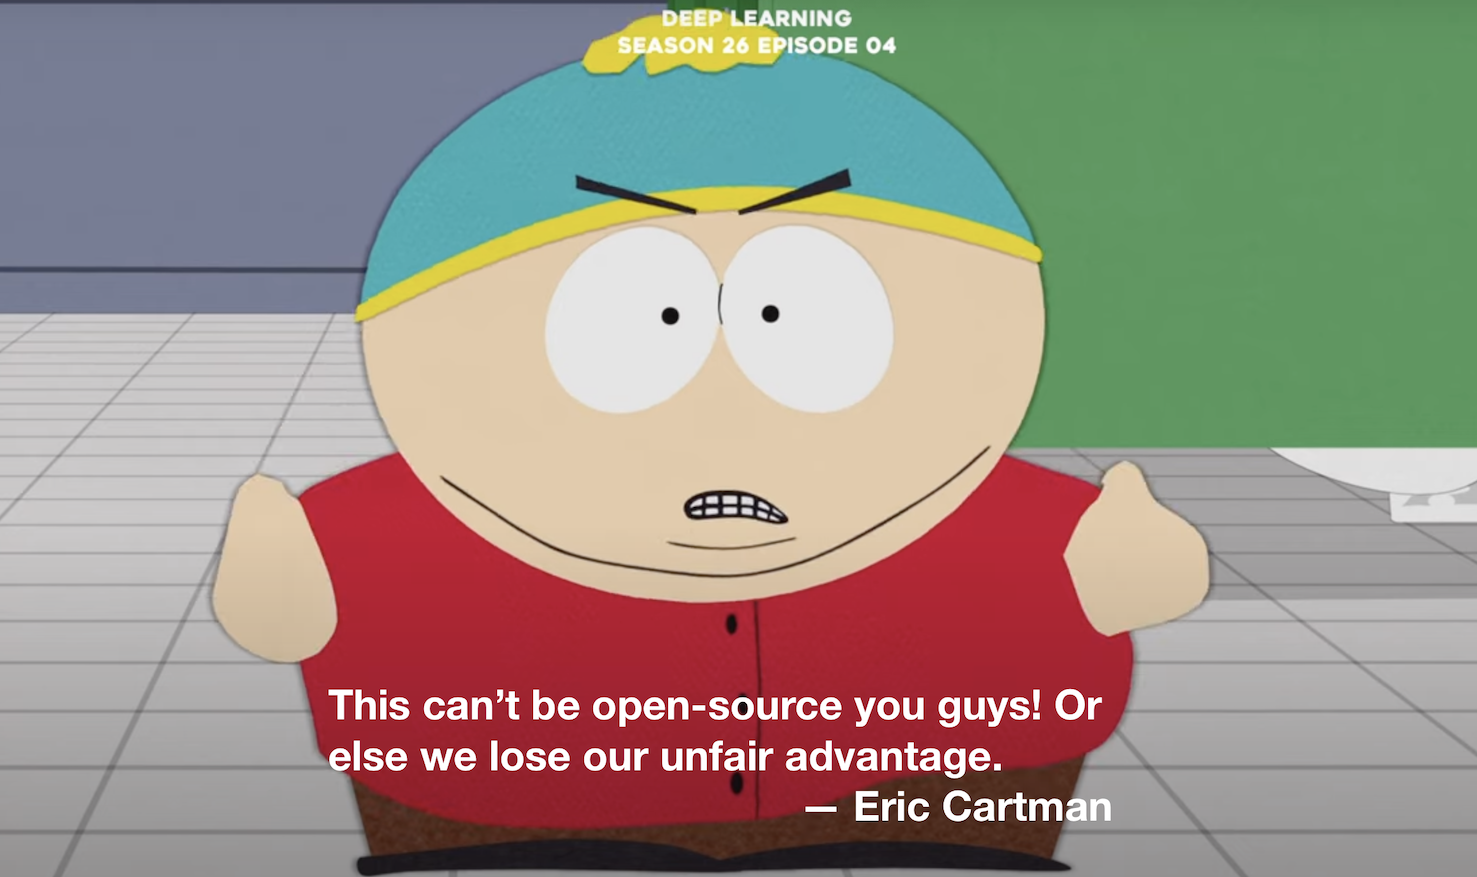 DEEP LEARNING
SEASON 26 EPISODE 04
This can’t be open-source you guys! Or
else we lose our unfair advantage.
— Eric Cartman